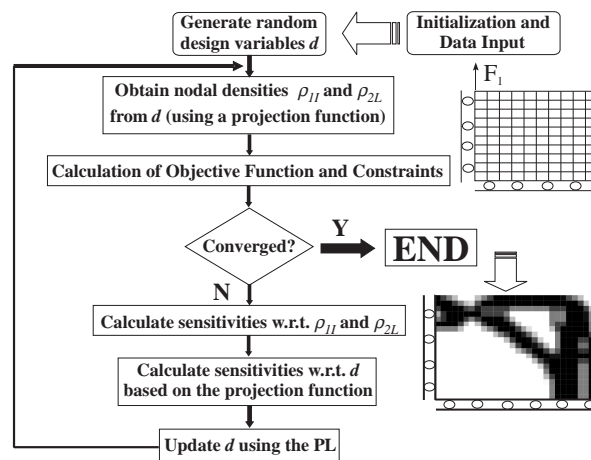 Generate random
design variables d
Initialization and
Data Input
F1
Obtain nodal densities ρ1I and ρ2L
from d (using a projection function)
Calculation of Objective Function and Constraints
Converged?
Y
END
N
Calculate sensitivities w.r.t. ρ1I and ρ2L
Calculate sensitivities w.r.t. d
based on the projection function
Update d using the PL